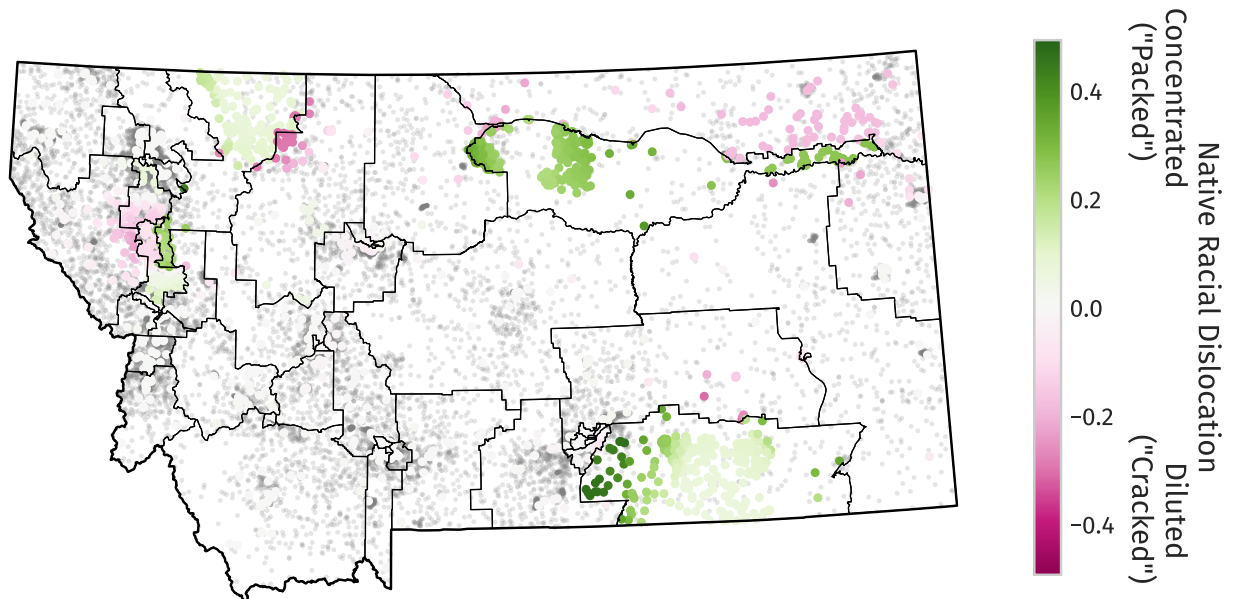 0.4
0.2
0.0
−0.2
−0.4
Concentrated
("Packed")
Native Racial Dislocation
Diluted
("Cracked")